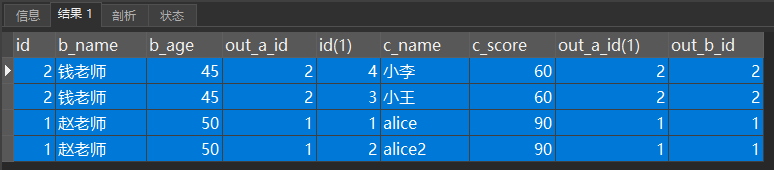 信息 结果 1 剖析 状态
id b_name b_age out_a_id id(1) c_name c_score out_a_id(1) out_b_id
2 钱老师 45 2 4 小李 60 2 2
2 钱老师 45 2 3 小王 60 2 2
1 赵老师 50 1 1 alice 90 1 1
1 赵老师 50 1 2 alice2 90 1 1